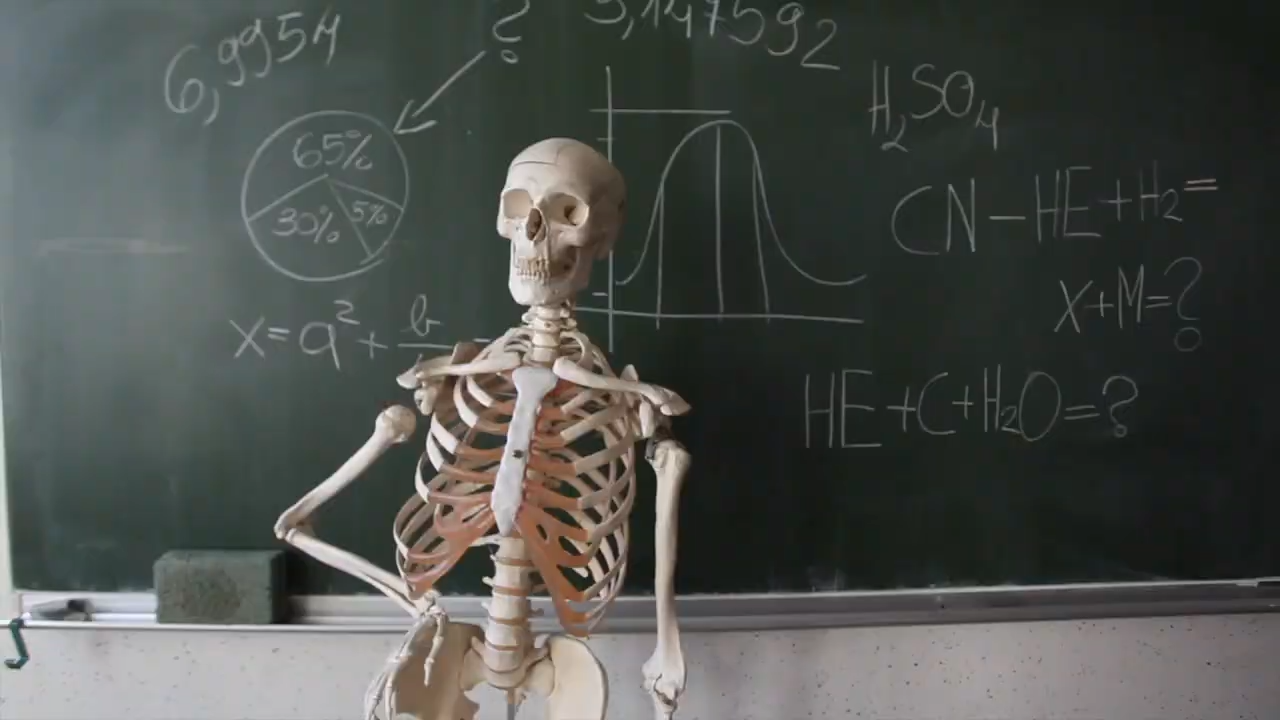 6,9954
?
3,147592
65%
30%
5%
x=a²+b
H₂SO₄
CN–HE+H₂=
X+M=?
HE+C+H₂O=?